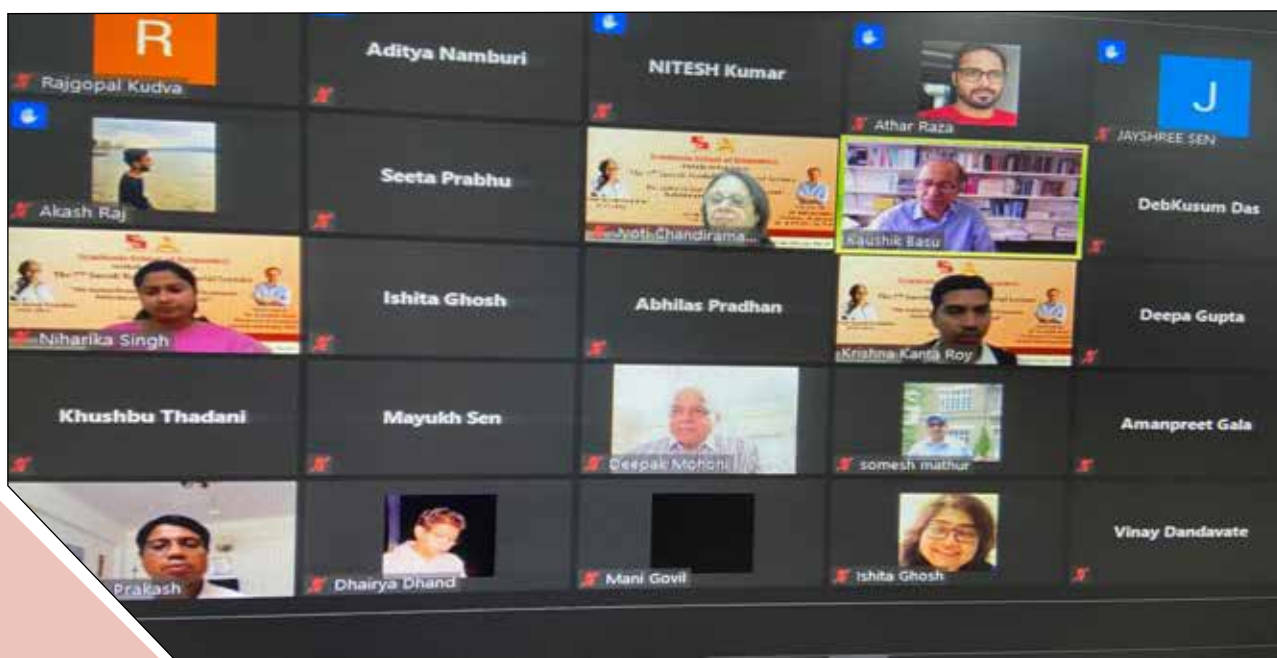 R
Rajgopal Kudva
Aditya Namburi
NITESH Kumar
Athar Raza
J
JAYSHREE SEN
Akash Raj
Seeta Prabhu
Jyoti Chandirama...
Kaushik Basu
DebKusum Das
Niharika Singh
Ishita Ghosh
Abhilas Pradhan
Krishna Kanta Roy
Deepa Gupta
Khushbu Thadani
Mayukh Sen
Deepak Mohoni
somesh mathur
Amanpreet Gala
Prakash
Dhairya Dhand
Mani Govil
Ishita Ghosh
Vinay Dandavate